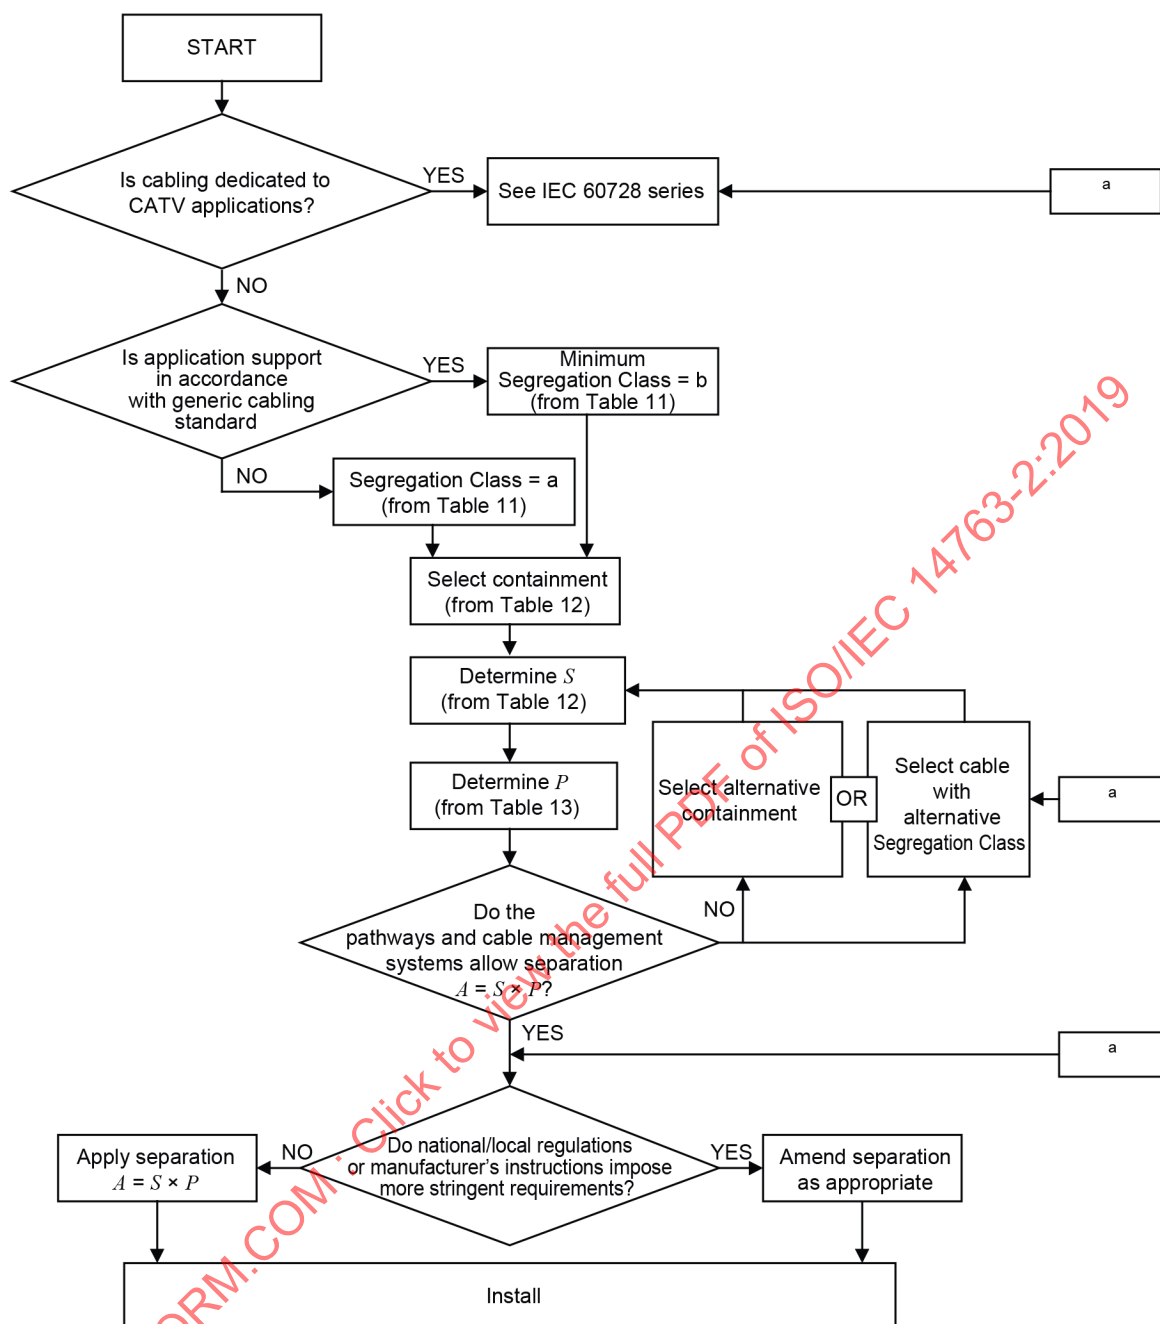 START
Is cabling dedicated to
CATV applications?
YES
See IEC 60728 series
a
NO
Is application support
in accordance
with generic cabling
standard
YES
Minimum
Segregation Class = b
(from Table 11)
NO
Segregation Class = a
(from Table 11)
Select containment
(from Table 12)
Determine S
(from Table 12)
Determine P
(from Table 13)
Select alternative
containment
OR
Select cable
with
alternative
Segregation Class
a
Do the
pathways and cable management
systems allow separation
A = S × P?
NO
YES
a
Do national/local regulations
or manufacturer's instructions impose
more stringent requirements?
NO
Apply separation
A = S × P
YES
Amend separation
as appropriate
Install
ORM.COM : Click to view the full PDF of ISO/IEC 14763-2:2019